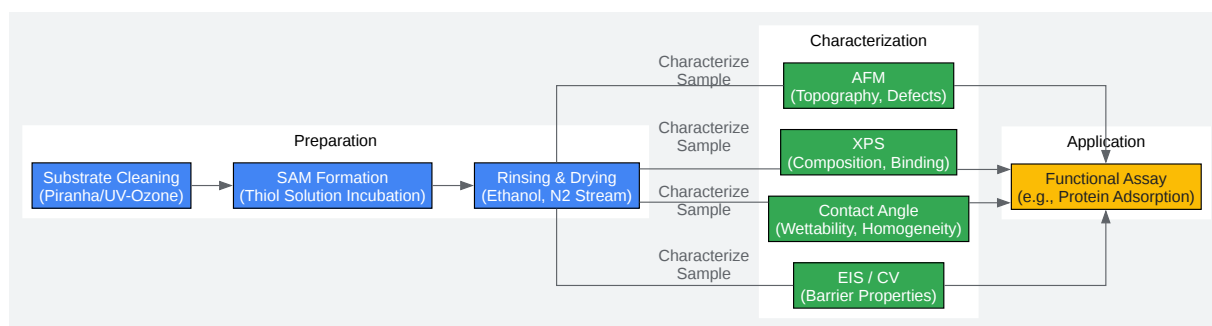 Preparation
Substrate Cleaning
(Piranha/UV-Ozone)
SAM Formation
(Thiol Solution Incubation)
Rinsing & Drying
(Ethanol, N2 Stream)
Characterize
Sample
Characterize
Sample
Characterize
Sample
Characterize
Sample
Characterization
AFM
(Topography, Defects)
XPS
(Composition, Binding)
Contact Angle
(Wettability, Homogeneity)
EIS / CV
(Barrier Properties)
Application
Functional Assay
(e.g., Protein Adsorption)